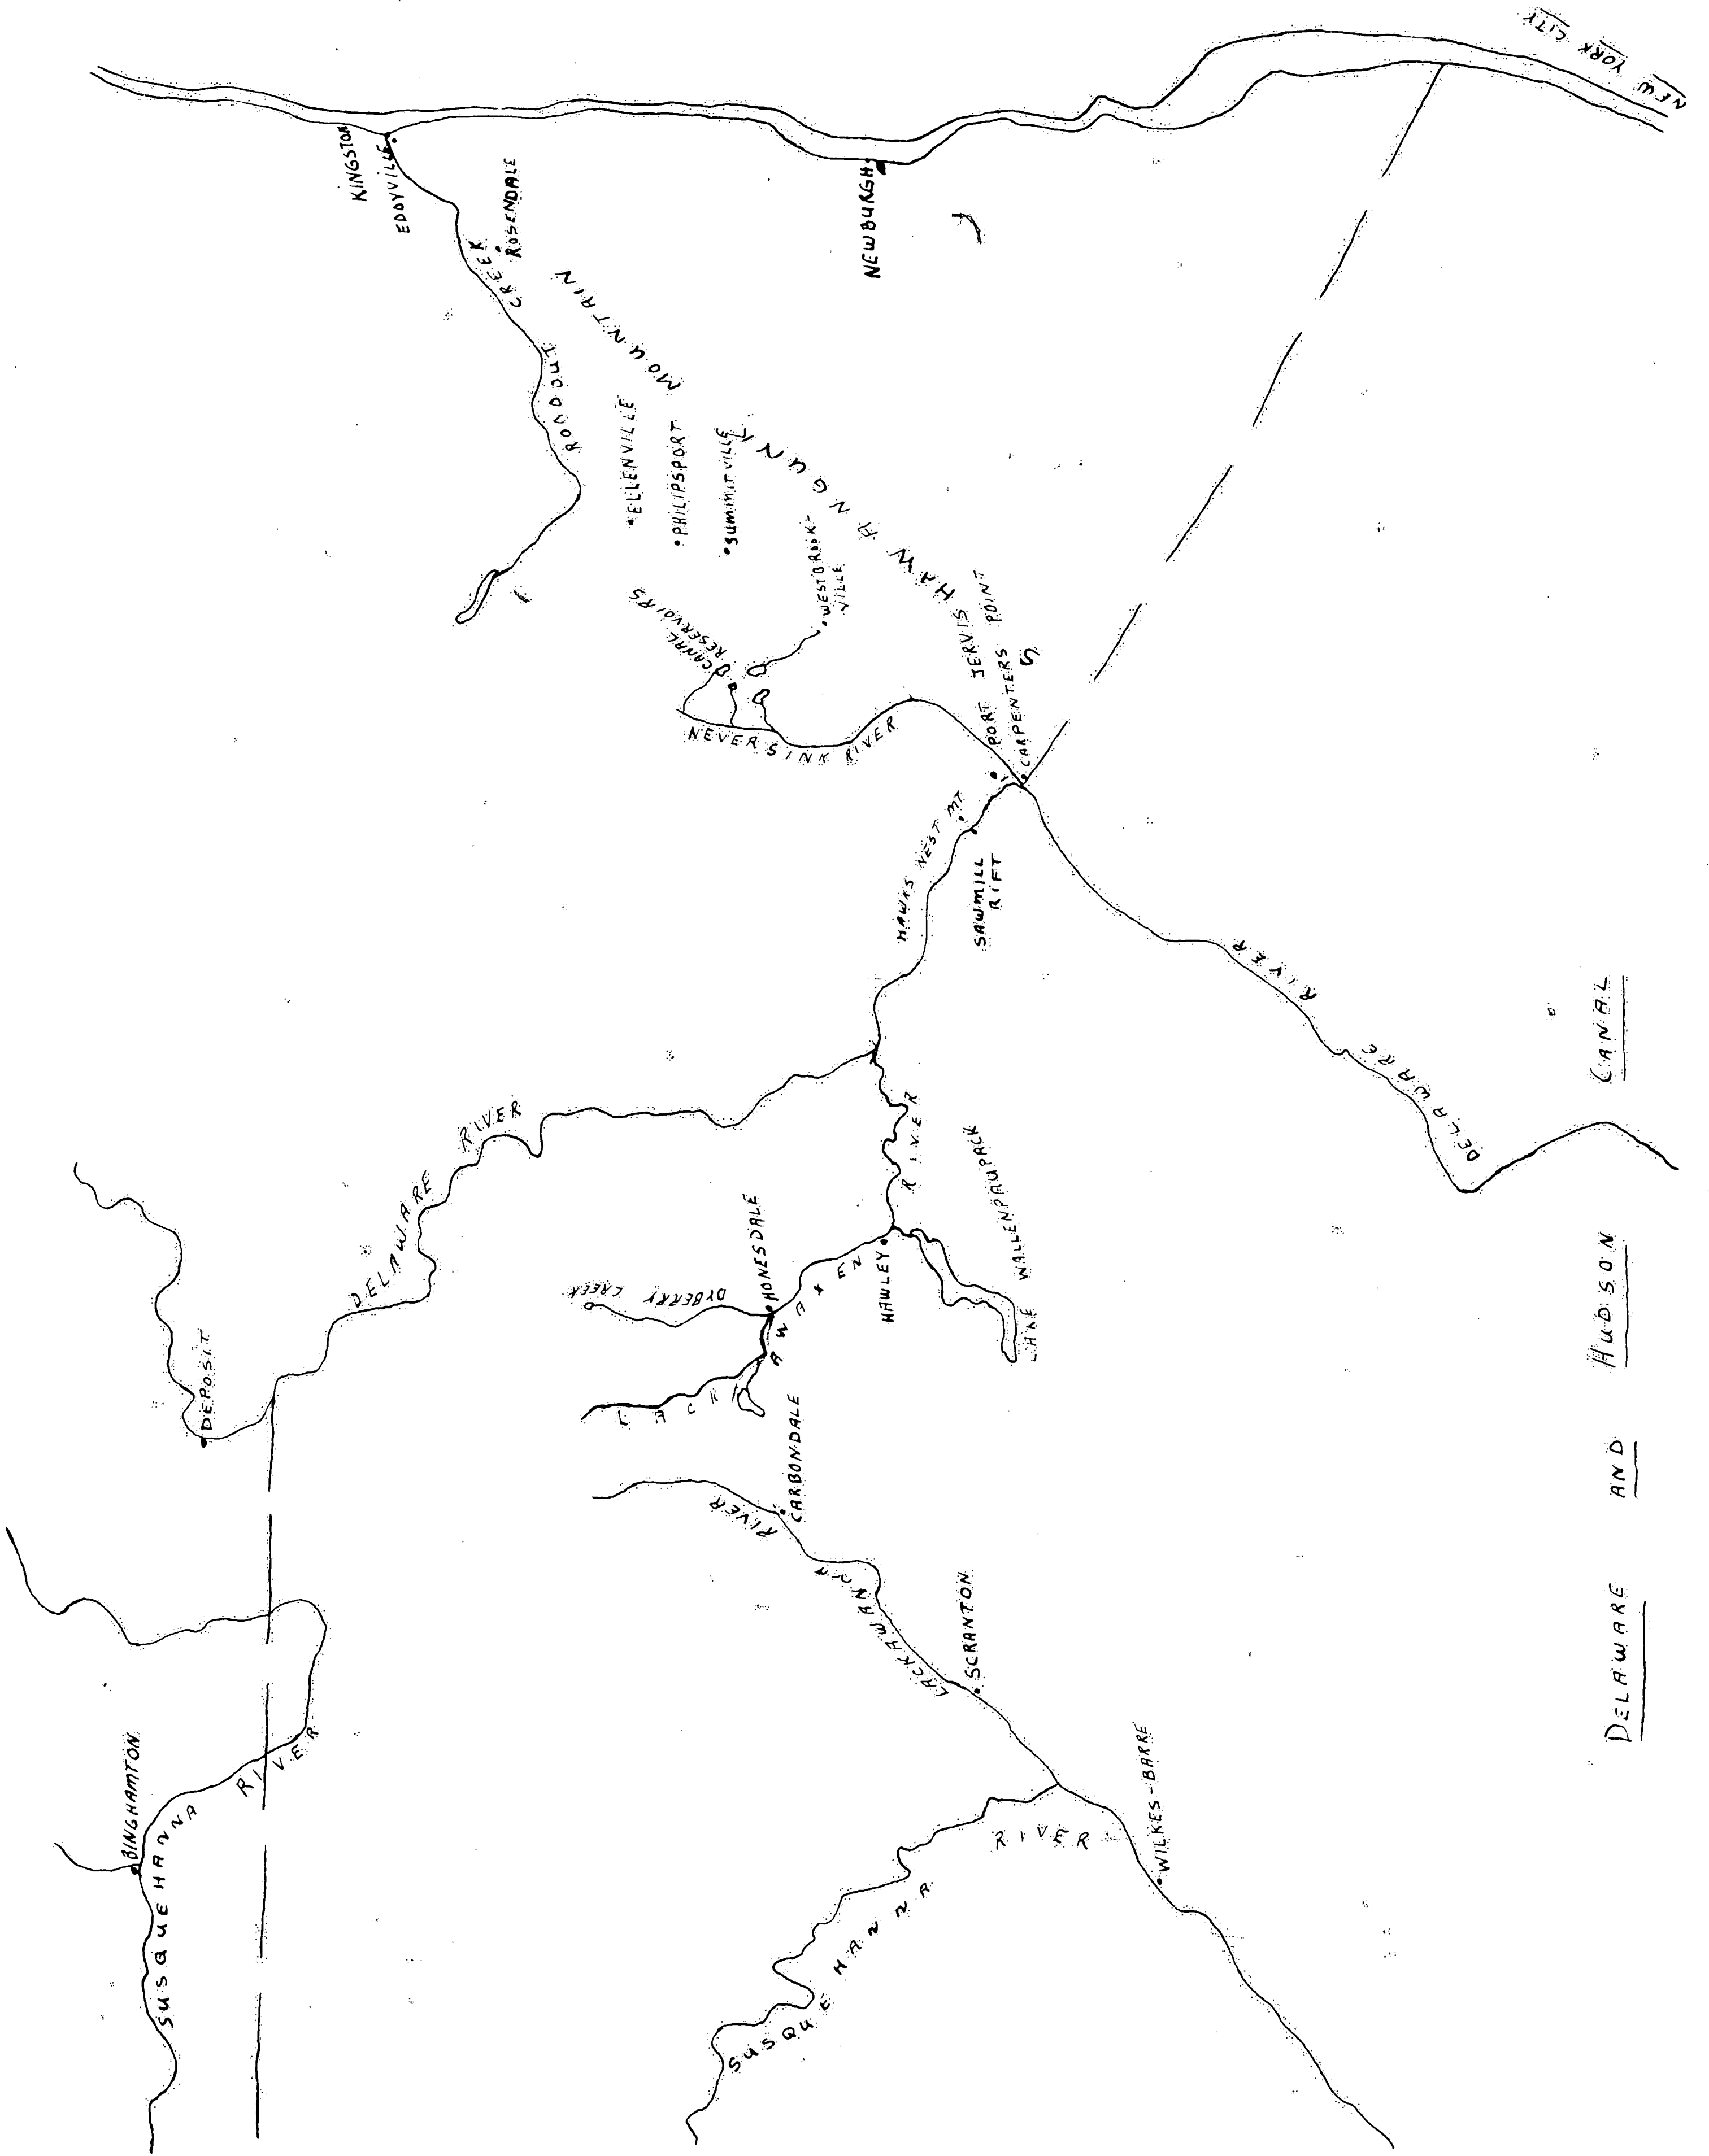 BINGHAMTON
SUSQUEHANNA
RIVER
DEPOSIT
DELAWARE RIVER
KINGSTON
EDDYVILLE
ROSENDALE
RONDOUT CREEK
ELLENVILLE
PHILIPSPORT
SUMMITVILLE
SHAWANGUNK MOUNTAIN
WESTBROOK-
VILLE
CANAL
RESERVOIRS
NEVERSINK RIVER
NEWBURGH
PORT JERVIS
CARPENTERS POINT
HAWKS NEST MT.
SAWMILL
RIFT
DYBERRY
CREEK
HONESDALE
LACKAWAXEN RIVER
HAWLEY
LAKE WALLENPAUPACK
CARBONDALE
LACKAWANNA RIVER
SCRANTON
SUSQUEHANNA RIVER
WILKES-BARRE
DELAWARE RIVER
NEW YORK CITY
DELAWARE AND HUDSON CANAL